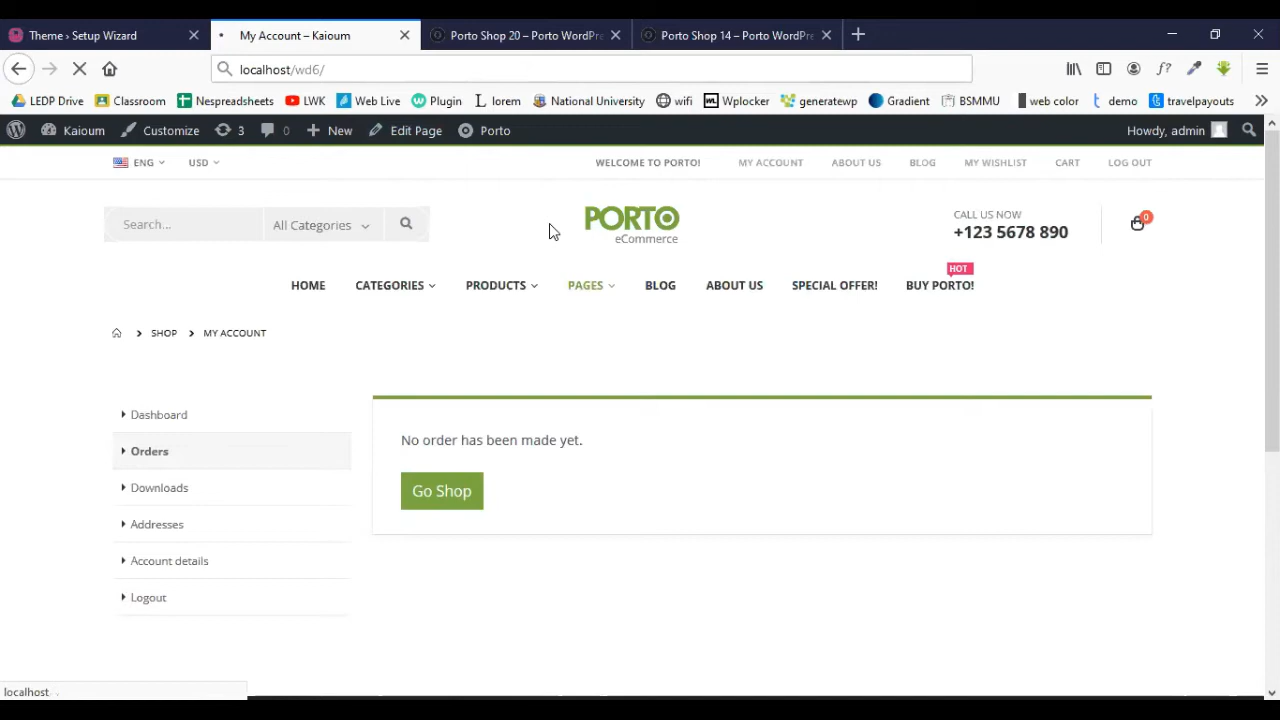 Theme › Setup Wizard
My Account – Kaioum
Porto Shop 20 – Porto WordPre
Porto Shop 14 – Porto WordPre
localhost/wd6/
LEDP Drive
Classroom
Nespreadsheets
LWK
Web Live
Plugin
lorem
National University
wifi
Wplocker
generatewp
Gradient
BSMMU
web color
demo
travelpayouts
Kaioum
Customize
3
0
New
Edit Page
Porto
Howdy, admin
ENG
USD
WELCOME TO PORTO!
MY ACCOUNT
ABOUT US
BLOG
MY WISHLIST
CART
LOG OUT
Search...
All Categories
PORTO
eCommerce
CALL US NOW
+123 5678 890
0
HOT
HOME
CATEGORIES
PRODUCTS
PAGES
BLOG
ABOUT US
SPECIAL OFFER!
BUY PORTO!
SHOP
MY ACCOUNT
Dashboard
Orders
Downloads
Addresses
Account details
Logout
No order has been made yet.
Go Shop
localhost